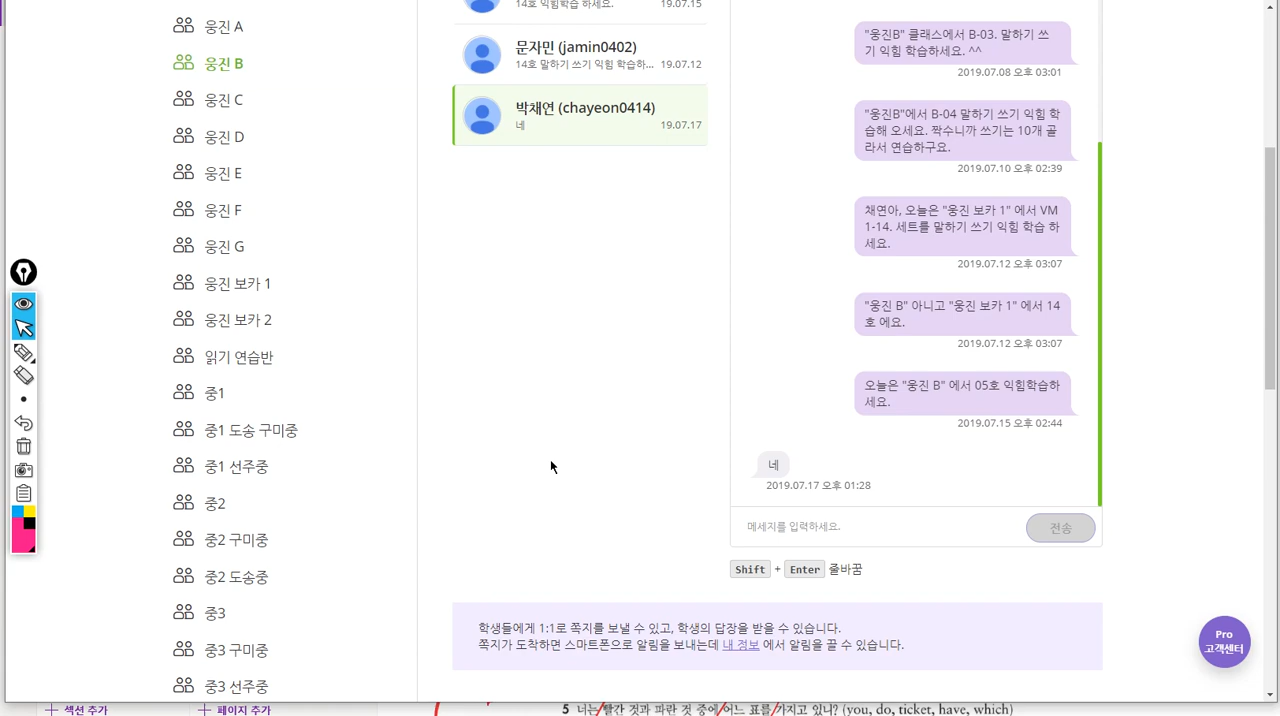 웅진 A
웅진 B
웅진 C
웅진 D
웅진 E
웅진 F
웅진 G
웅진 보카 1
웅진 보카 2
읽기 연습반
중1
중1 도송 구미중
중1 선주중
중2
중2 구미중
중2 도송중
중3
중3 구미중
중3 선주중
14호 익힘학습 하세요.
19.07.15
문자민 (jamin0402)
14호 말하기 쓰기 익힘 학습하...
19.07.12
박채연 (chayeon0414)
네
19.07.17
"웅진B" 클래스에서 B-03. 말하기 쓰
기 익힘 학습하세요. ^^
2019.07.08 오후 03:01
"웅진B"에서 B-04 말하기 쓰기 익힘 학
습해 오세요. 짝수니까 쓰기는 10개 골
라서 연습하구요.
2019.07.10 오후 02:39
채연아, 오늘은 "웅진 보카 1" 에서 VM
1-14. 세트를 말하기 쓰기 익힘 학습 하
세요.
2019.07.12 오후 03:07
"웅진 B" 아니고 "웅진 보카 1" 에서 14
호 에요.
2019.07.12 오후 03:07
오늘은 "웅진 B" 에서 05호 익힘학습하
세요.
2019.07.15 오후 02:44
네
2019.07.17 오후 01:28
메세지를 입력하세요.
전송
Shift + Enter 줄바꿈
학생들에게 1:1로 쪽지를 보낼 수 있고, 학생의 답장을 받을 수 있습니다.
쪽지가 도착하면 스마트폰으로 알림을 보내는데 내 정보 에서 알림을 끌 수 있습니다.
Pro
고객센터
섹션 추가
페이지 추가
5 너는 빨간 것과 파란 것 중에 어느 표를 가지고 있니? (you, do, ticket, have, which)